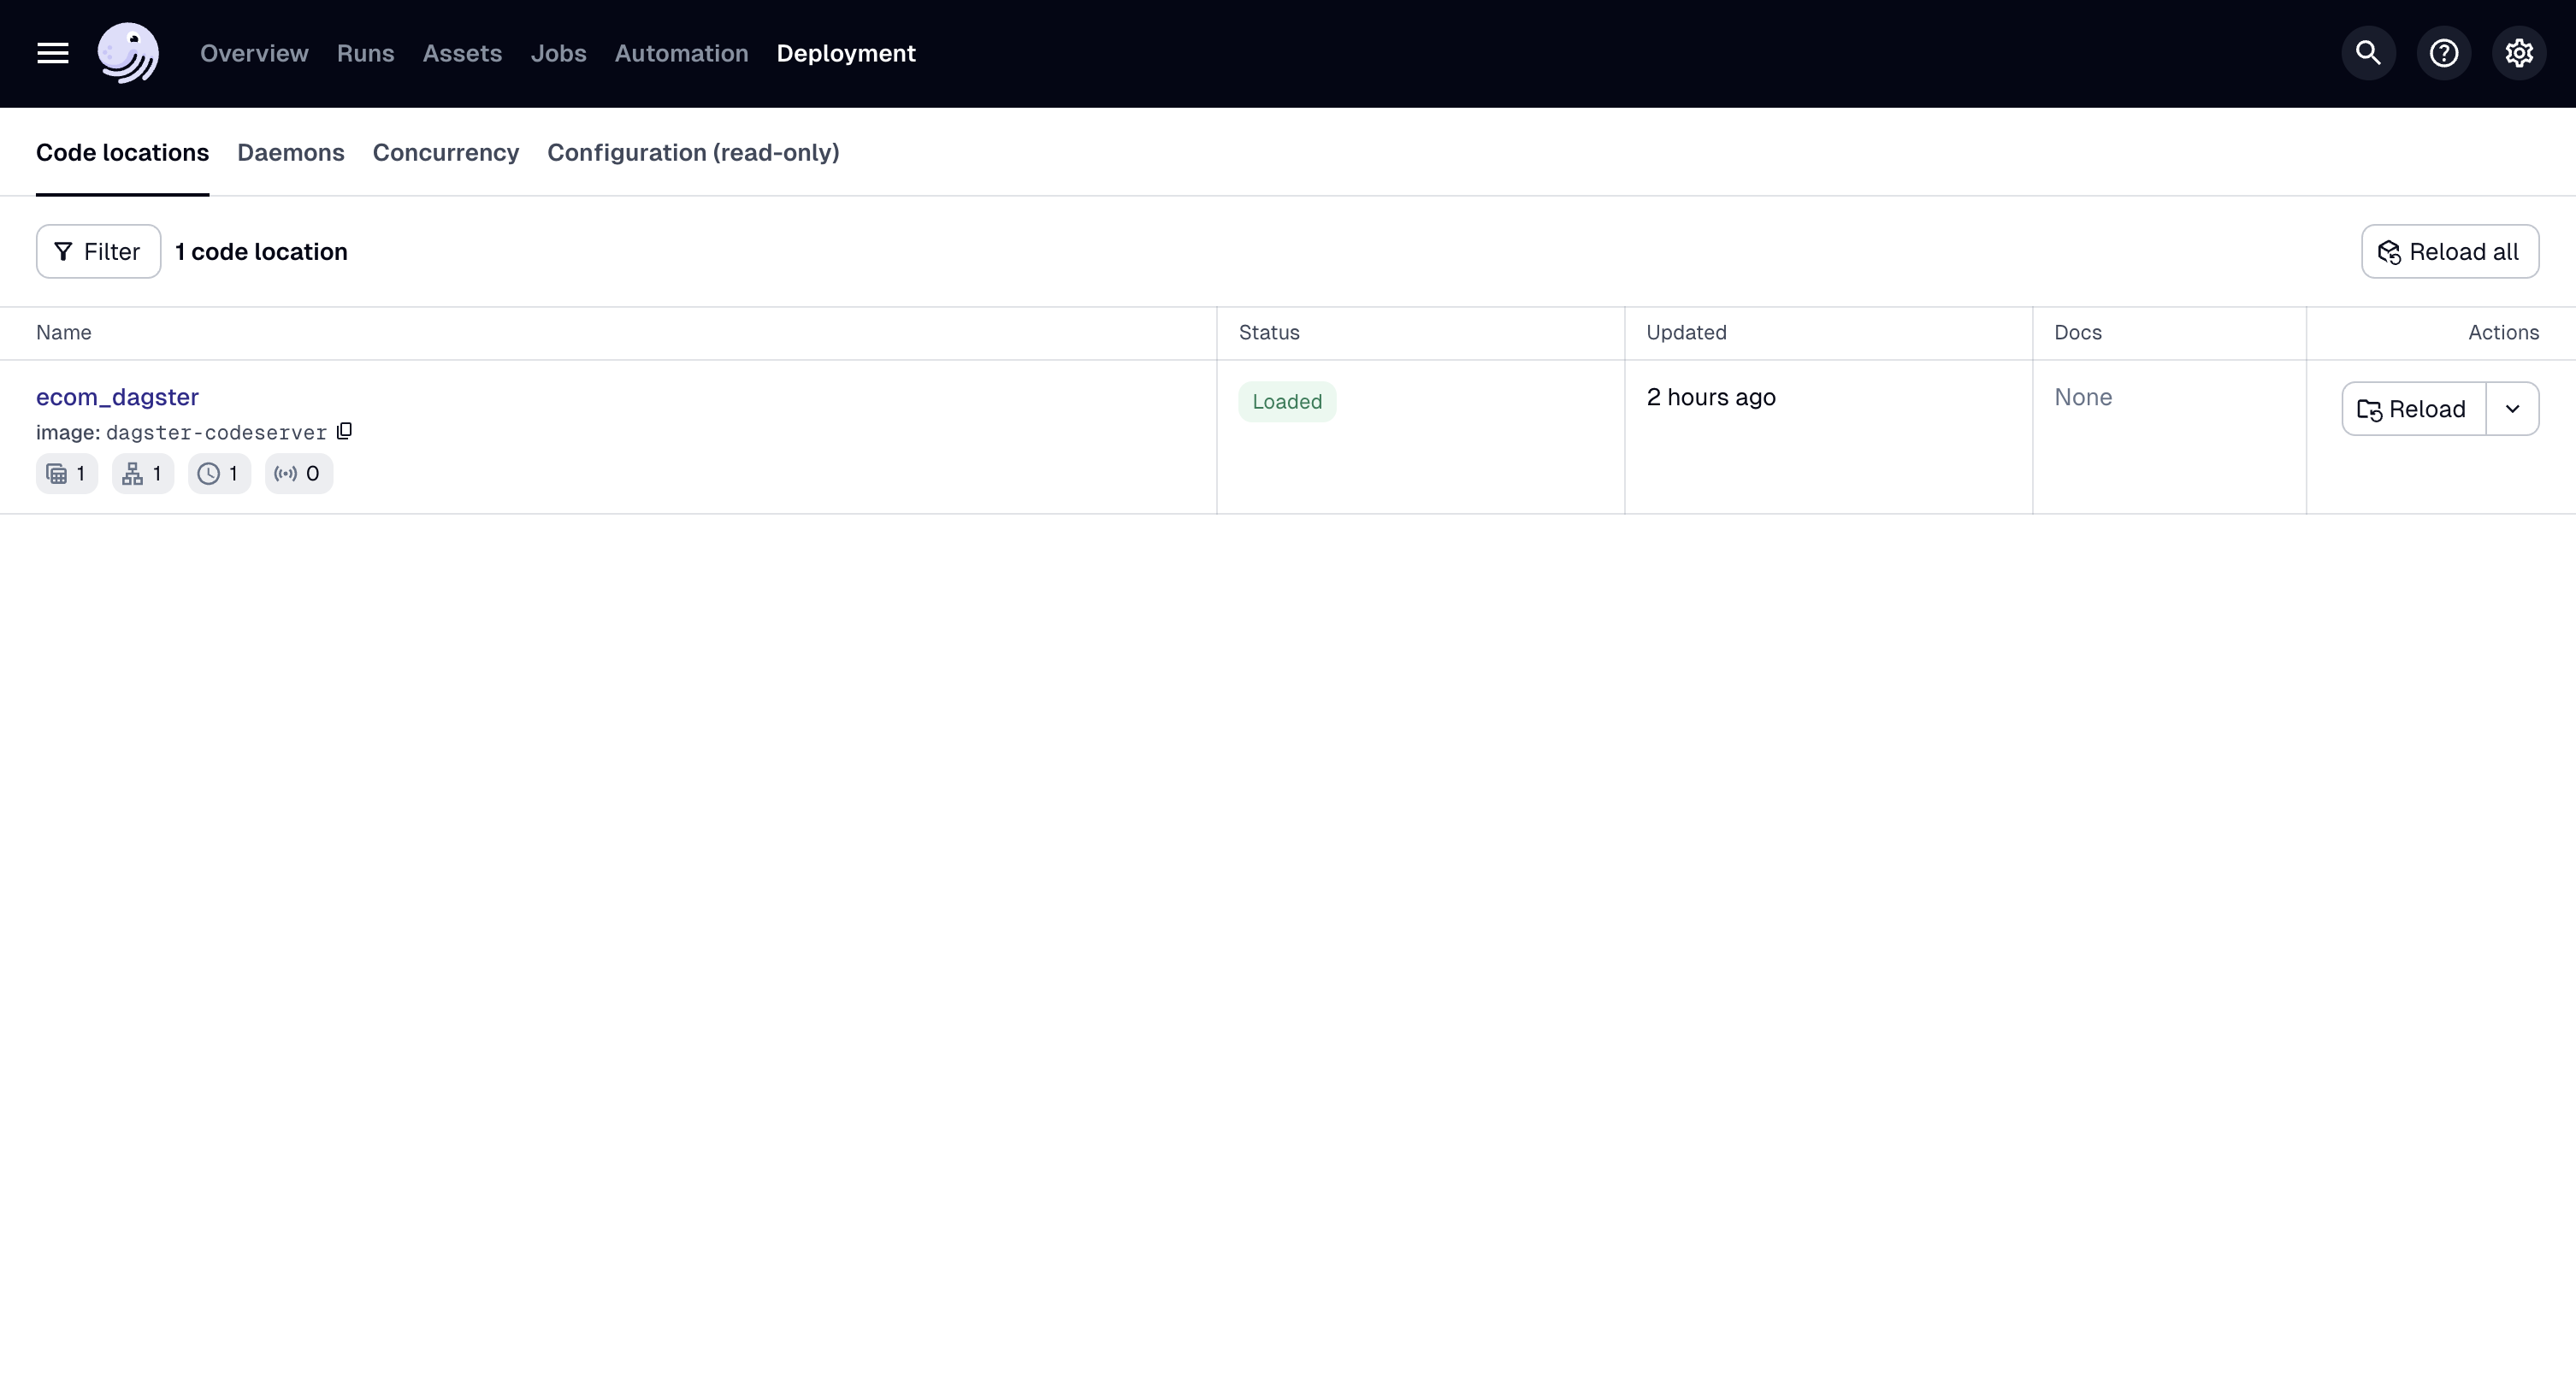 Overview Runs Assets Jobs Automation Deployment
Code locations Daemons Concurrency Configuration (read-only)
Filter 1 code location Reload all
Name Status Updated Docs Actions
ecom_dagster Loaded 2 hours ago None Reload
image: dagster-codeserver
1 1 1 0